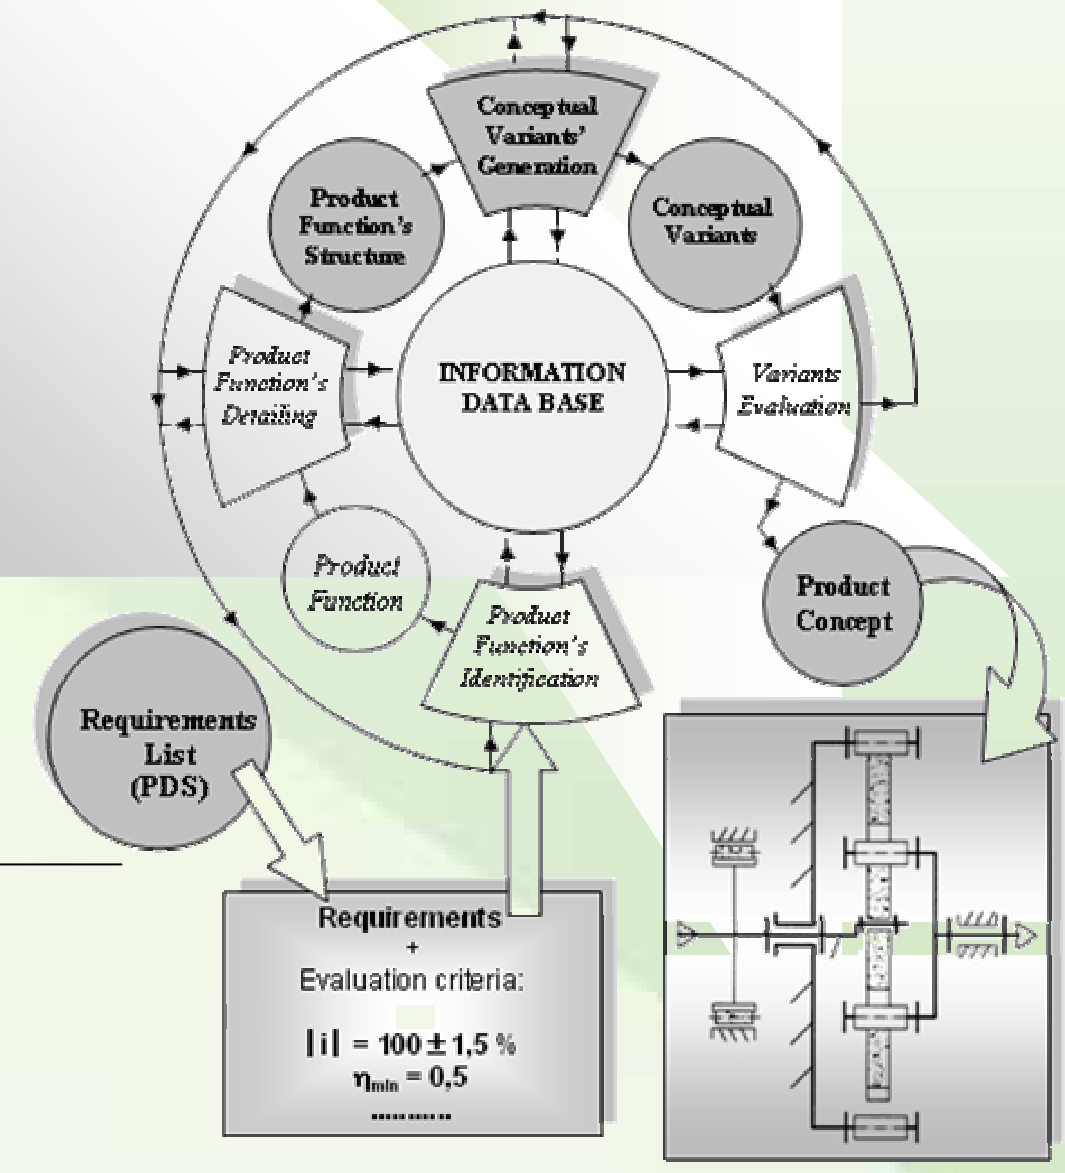 Conceptual
Variants'
Generation
Product
Function's
Structure
Conceptual
Variants
Product
Function's
Detailing
INFORMATION
DATA BASE
Variants
Evaluation
Product
Function
Product
Function's
Identification
Product
Concept
Requirements
List
(PDS)
Requirements
+
Evaluation criteria:
|i| = 100 ± 1,5 %
ηmin = 0,5
...........